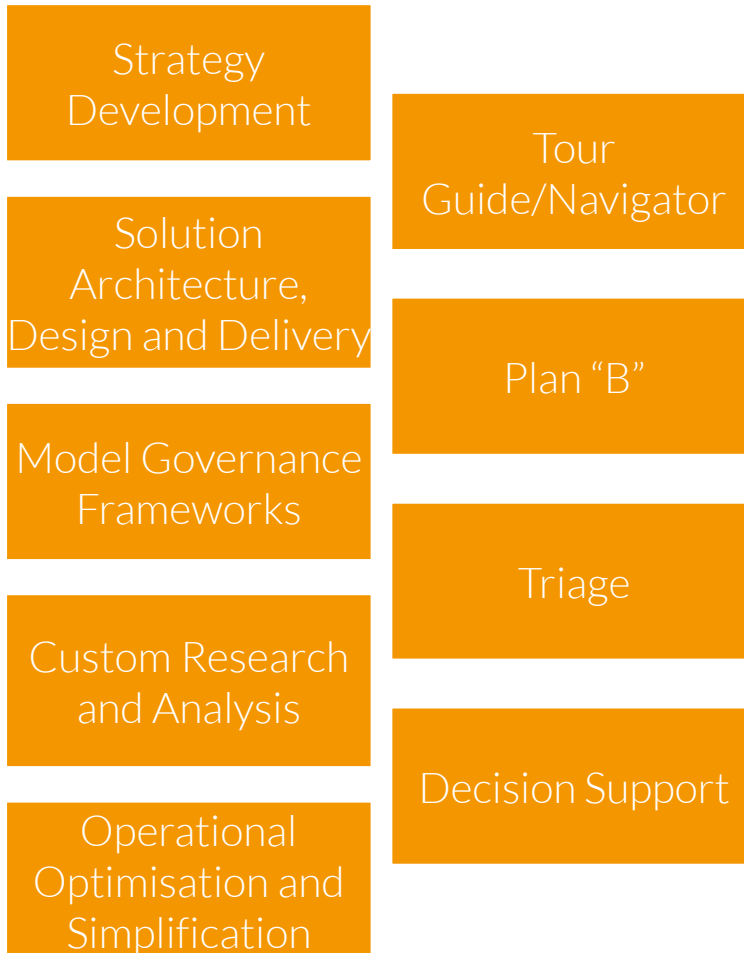 Strategy
Development
Solution
Architecture,
Design and Delivery
Model Governance
Frameworks
Custom Research
and Analysis
Operational
Optimisation and
Simplification
Tour
Guide/Navigator
Plan “B”
Triage
Decision Support